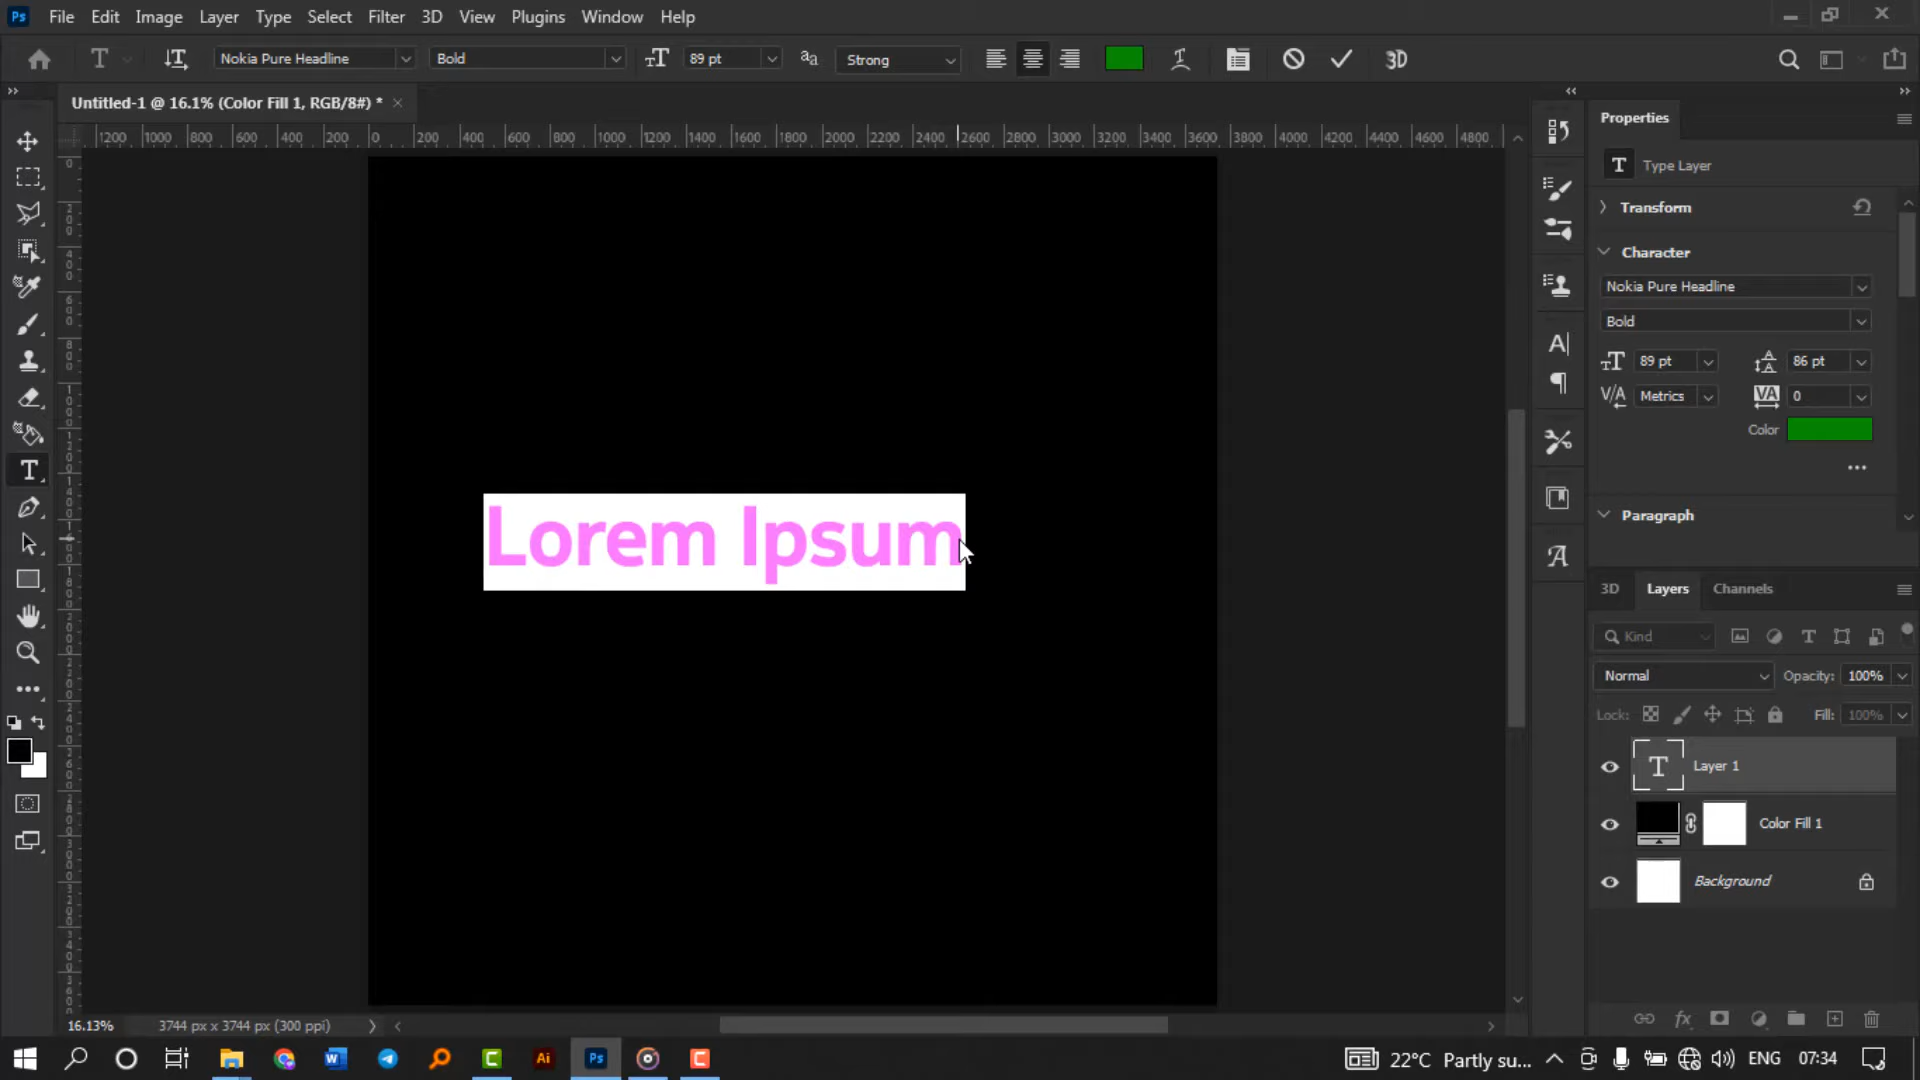 Ps File Edit Image Layer Type Select Filter 3D View Plugins Window Help
Nokia Pure Headline Bold 89 pt Strong 3D
Untitled-1 @ 16.1% (Color Fill 1, RGB/8#) * ×
1200 1000 800 600 400 200 0 200 400 600 800 1000 1200 1400 1600 1800 2000 2200 2400 2600 2800 3000 3200 3400 3600 3800 4000 4200 4400 4600 4800
Properties
Type Layer
Transform
Character
Nokia Pure Headline
Bold
89 pt 86 pt
Metrics 0
Color
Paragraph
Lorem Ipsum
3D Layers Channels
Kind
Normal Opacity: 100%
Lock: Fill: 100%
Layer 1
Color Fill 1
Background
16.13% 3744 px x 3744 px (300 ppi)
22°C Partly su... ENG 07:34